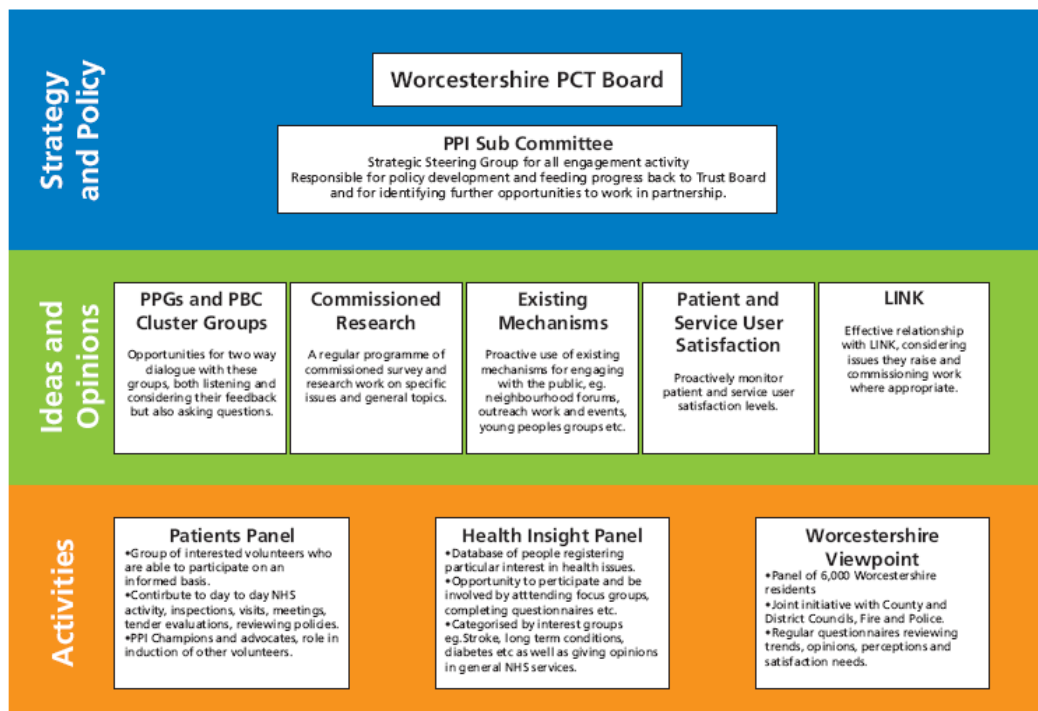 Strategy
and Policy
Worcestershire PCT Board
PPI Sub Committee
Strategic Steering Group for all engagement activity
Responsible for policy development and feeding progress back to Trust Board
and for identifying further opportunities to work in partnership.
Ideas and
Opinions
PPGs and PBC
Cluster Groups
Opportunities for two way
dialogue with these
groups, both listening and
considering their feedback
but also asking questions.
Commissioned
Research
A regular programme of
commissioned survey and
research work on specific
issues and general topics.
Existing
Mechanisms
Proactive use of existing
mechanisms for engaging
with the public, eg.
neighbourhood forums,
outreach work and events,
young peoples groups etc.
Patient and
Service User
Satisfaction
Proactively monitor
patient and service user
satisfaction levels.
LINK
Effective relationship
with LINK, considering
issues they raise and
commissioning work
where appropriate.
Activities
Patients Panel
•Group of interested volunteers who
are able to participate on an
informed basis.
•Contirbute to day to day NHS
activity, inspections, visits, meetings,
tender evaluations, reviewing policies.
•PPI Champions and advocates, role in
induction of other volunteers.
Health Insight Panel
•Database of people registering
particular interest in health issues.
•Opportunity to perticipate and be
involved by atttending focus groups,
completing questionnaires etc.
•Categorised by interest groups
eg.Stroke, long term conditions,
diabetes etc as well as giving opinions
in general NHS services.
Worcestershire
Viewpoint
•Panel of 6,000 Worcestershire
residents
•Joint initiative with County and
District Councils, Fire and Police.
•Regular questionnaires reviewing
trends, opinions, perceptions and
satisfaction needs.